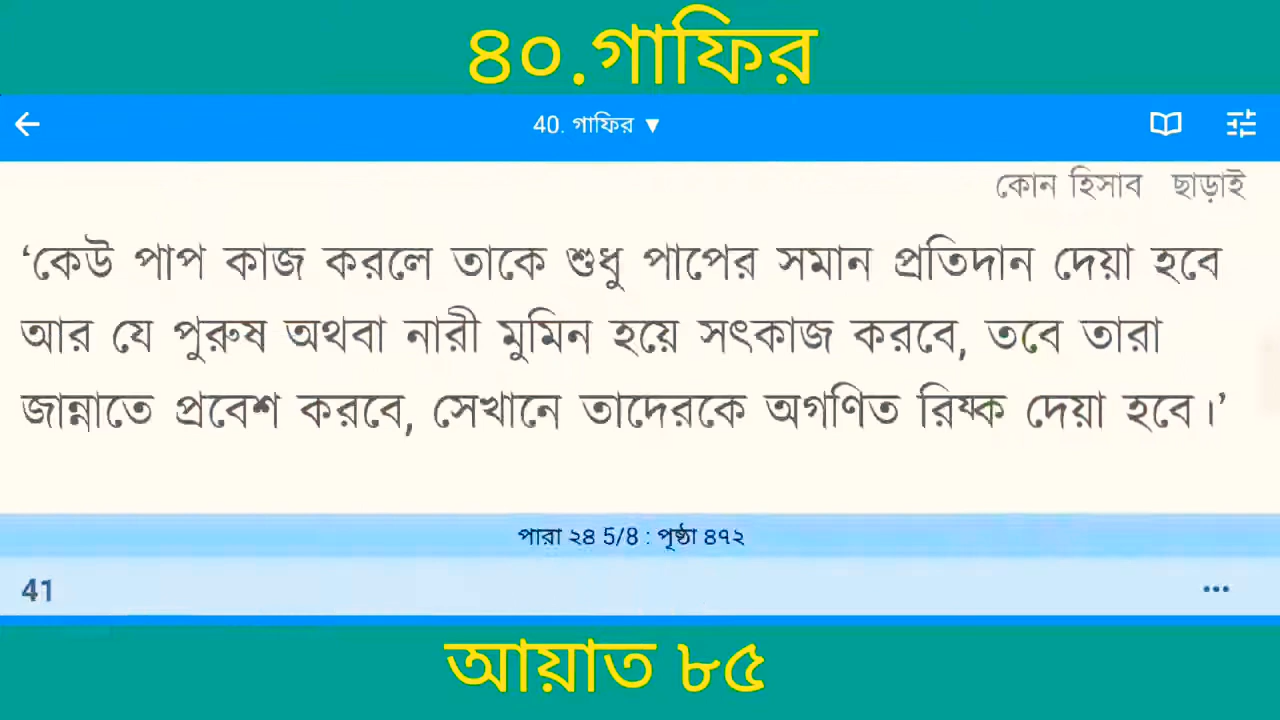 ৪০.গাফির
40. গাফির ▼
কোন হিসাব ছাড়াই
‘কেউ পাপ কাজ করলে তাকে শুধু পাপের সমান প্রতিদান দেয়া হবে
আর যে পুরুষ অথবা নারী মুমিন হয়ে সৎকাজ করবে, তবে তারা
জান্নাতে প্রবেশ করবে, সেখানে তাদেরকে অগণিত রিয্ক দেয়া হবে।’
পারা ২৪ 5/8 : পৃষ্ঠা ৪৭২
41
আয়াত ৮৫